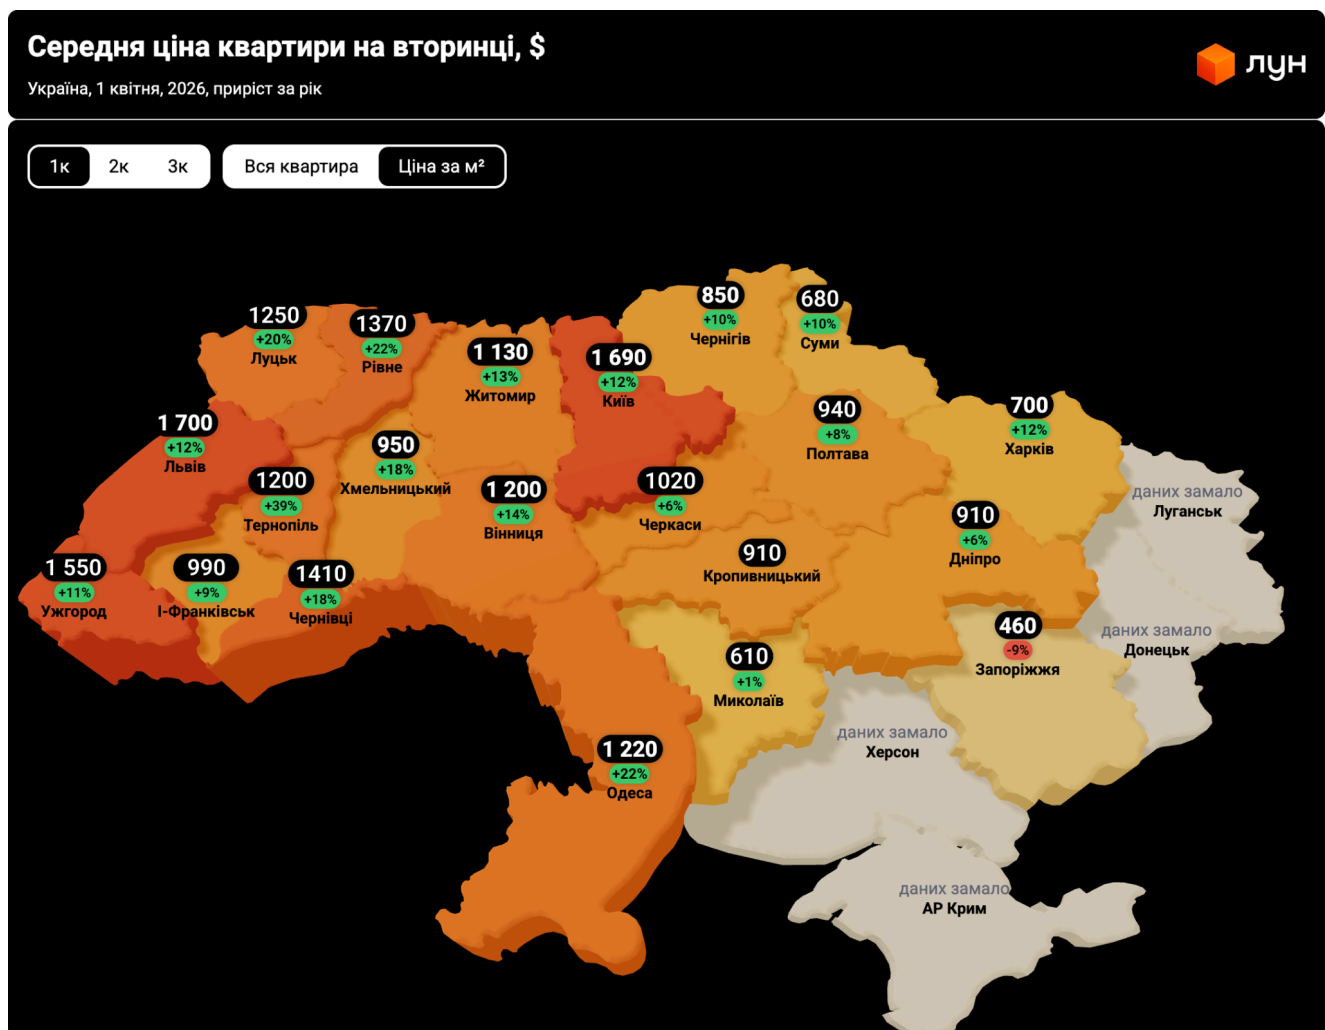 Середня ціна квартири на вторинці, $
Україна, 1 квітня, 2026, приріст за рік
лун
1к 2к 3к
Вся квартира Ціна за м²
850
+10%
Чернігів
680
+10%
Суми
1250
+20%
Луцьк
1370
+22%
Рівне
1 130
+13%
Житомир
1 690
+12%
Київ
1 700
+12%
Львів
950
+18%
Хмельницький
940
+8%
Полтава
700
+12%
Харків
1200
+39%
Тернопіль
1 200
+14%
Вінниця
1020
+6%
Черкаси
910
+6%
Дніпро
даних замало
Луганськ
1 550
+11%
Ужгород
990
+9%
І-Франківськ
1410
+18%
Чернівці
910
Кропивницький
610
+1%
Миколаїв
460
-9%
Запоріжжя
даних замало
Донецьк
1 220
+22%
Одеса
даних замало
Херсон
даних замало
АР Крим